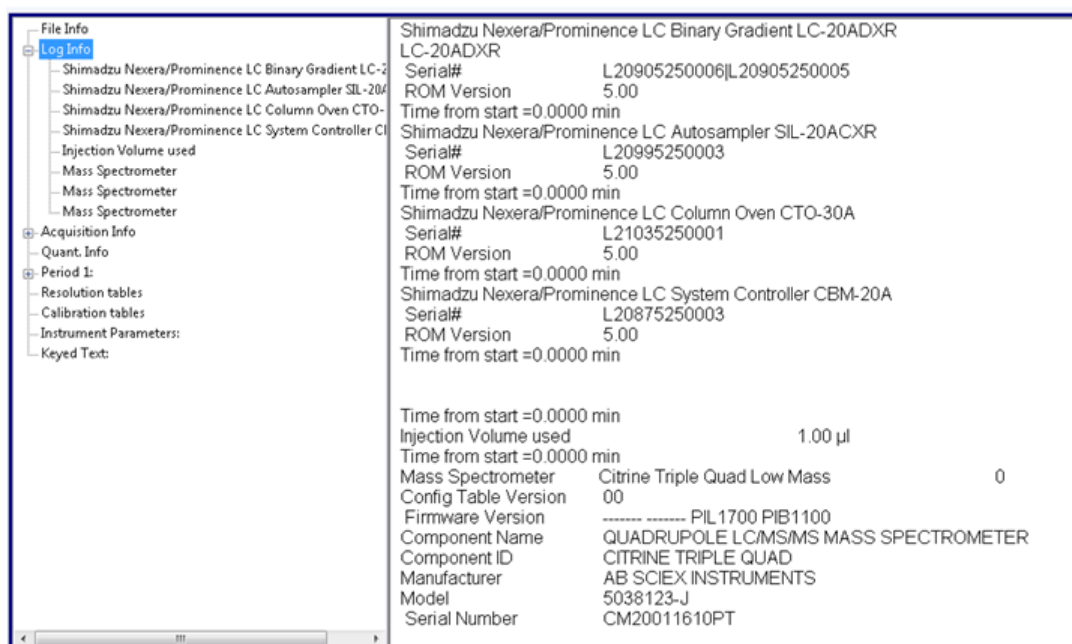 File Info
Log Info
Shimadzu Nexera/Prominence LC Binary Gradient LC-2
Shimadzu Nexera/Prominence LC Autosampler SIL-20A
Shimadzu Nexera/Prominence LC Column Oven CTO-
Shimadzu Nexera/Prominence LC System Controller C
Injection Volume used
Mass Spectrometer
Mass Spectrometer
Mass Spectrometer
Acquisition Info
Quant. Info
Period 1:
Resolution tables
Calibration tables
Instrument Parameters:
Keyed Text:
Shimadzu Nexera/Prominence LC Binary Gradient LC-20ADXR
LC-20ADXR
Serial# L20905250006|L20905250005
ROM Version 5.00
Time from start =0.0000 min
Shimadzu Nexera/Prominence LC Autosampler SIL-20ACXR
Serial# L20995250003
ROM Version 5.00
Time from start =0.0000 min
Shimadzu Nexera/Prominence LC Column Oven CTO-30A
Serial# L21035250001
ROM Version 5.00
Time from start =0.0000 min
Shimadzu Nexera/Prominence LC System Controller CBM-20A
Serial# L20875250003
ROM Version 5.00
Time from start =0.0000 min
Time from start =0.0000 min
Injection Volume used 1.00 µl
Time from start =0.0000 min
Mass Spectrometer Citrine Triple Quad Low Mass 0
Config Table Version 00
Firmware Version ------- ------- PIL1700 PIB1100
Component Name QUADRUPOLE LC/MS/MS MASS SPECTROMETER
Component ID CITRINE TRIPLE QUAD
Manufacturer AB SCIEX INSTRUMENTS
Model 5038123-J
Serial Number CM20011610PT